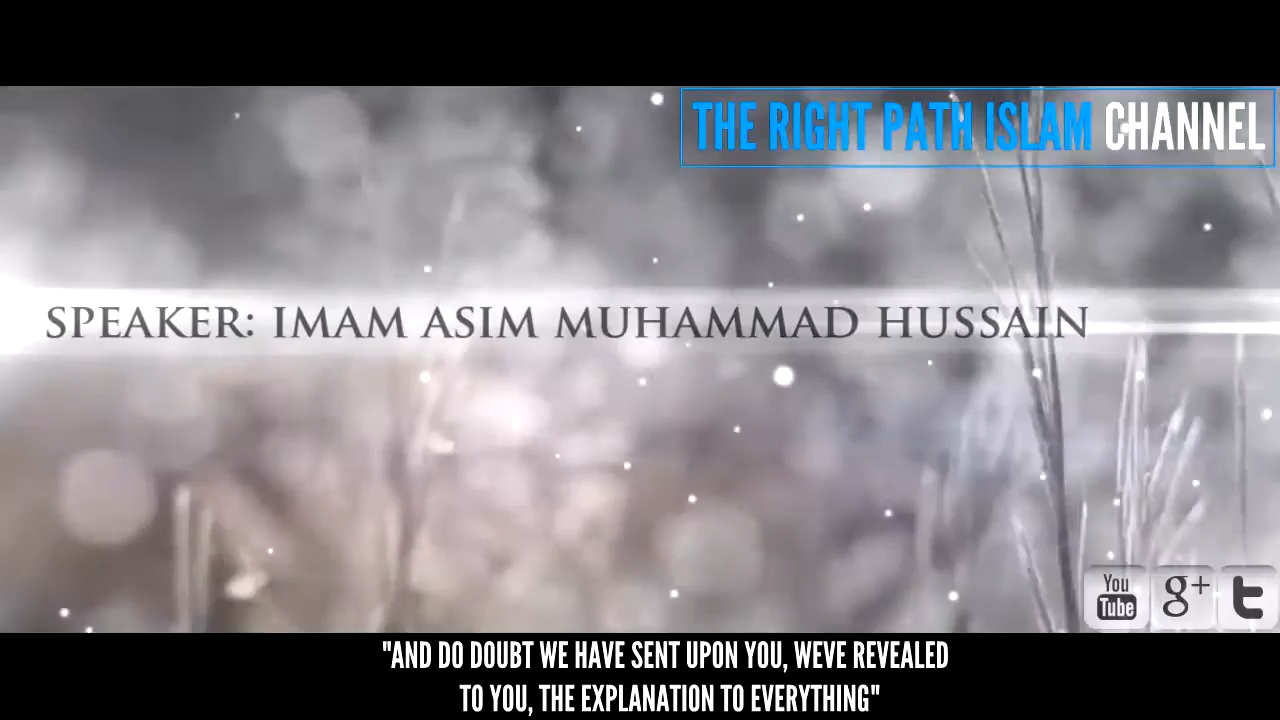 THE RIGHT PATH ISLAM CHANNEL
SPEAKER: IMAM ASIM MUHAMMAD HUSSAIN
You
Tube
g+
t
"AND DO DOUBT WE HAVE SENT UPON YOU, WEVE REVEALED
TO YOU, THE EXPLANATION TO EVERYTHING"